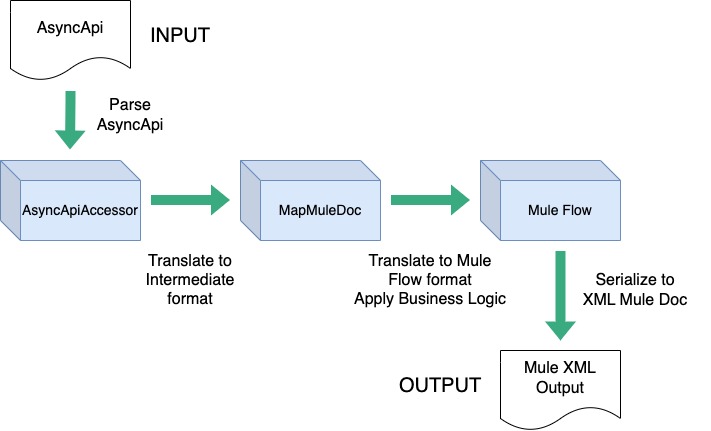 AsyncApi
INPUT
Parse
AsyncApi
AsyncApiAccessor
MapMuleDoc
Mule Flow
Translate to
Intermediate
format
Translate to Mule
Flow format
Apply Business Logic
Serialize to
XML Mule Doc
OUTPUT
Mule XML
Output